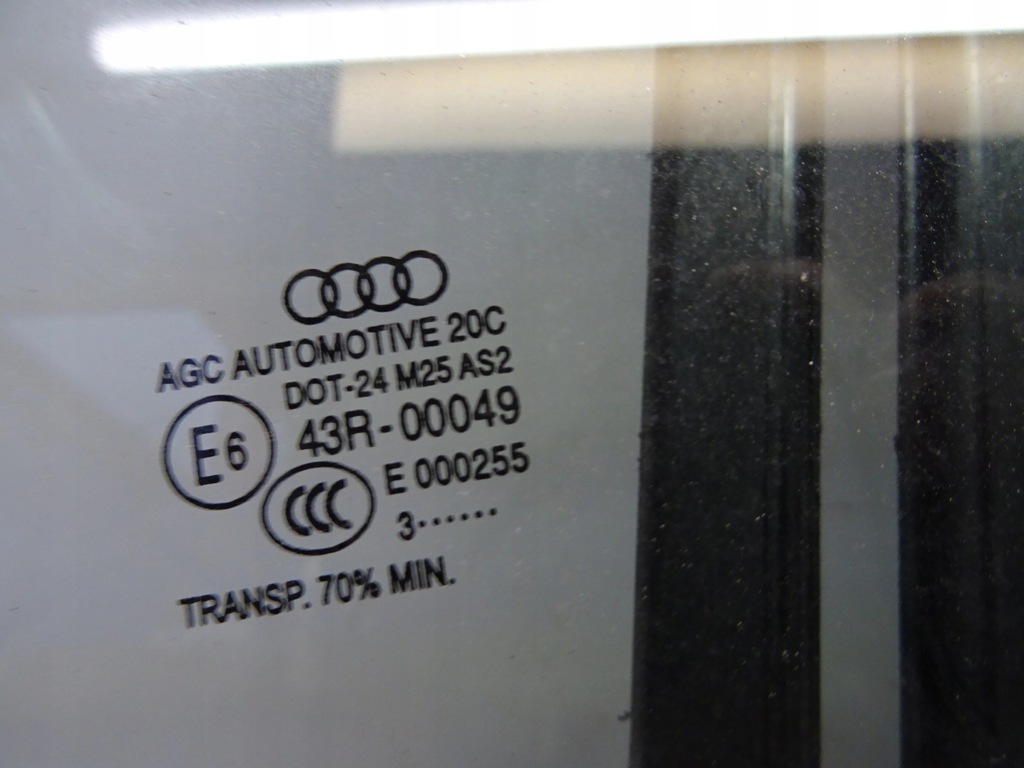 AGC AUTOMOTIVE 20C
DOT-24 M25 AS2
E6 43R-00049
CCC E 000255
3······
TRANSP. 70% MIN.